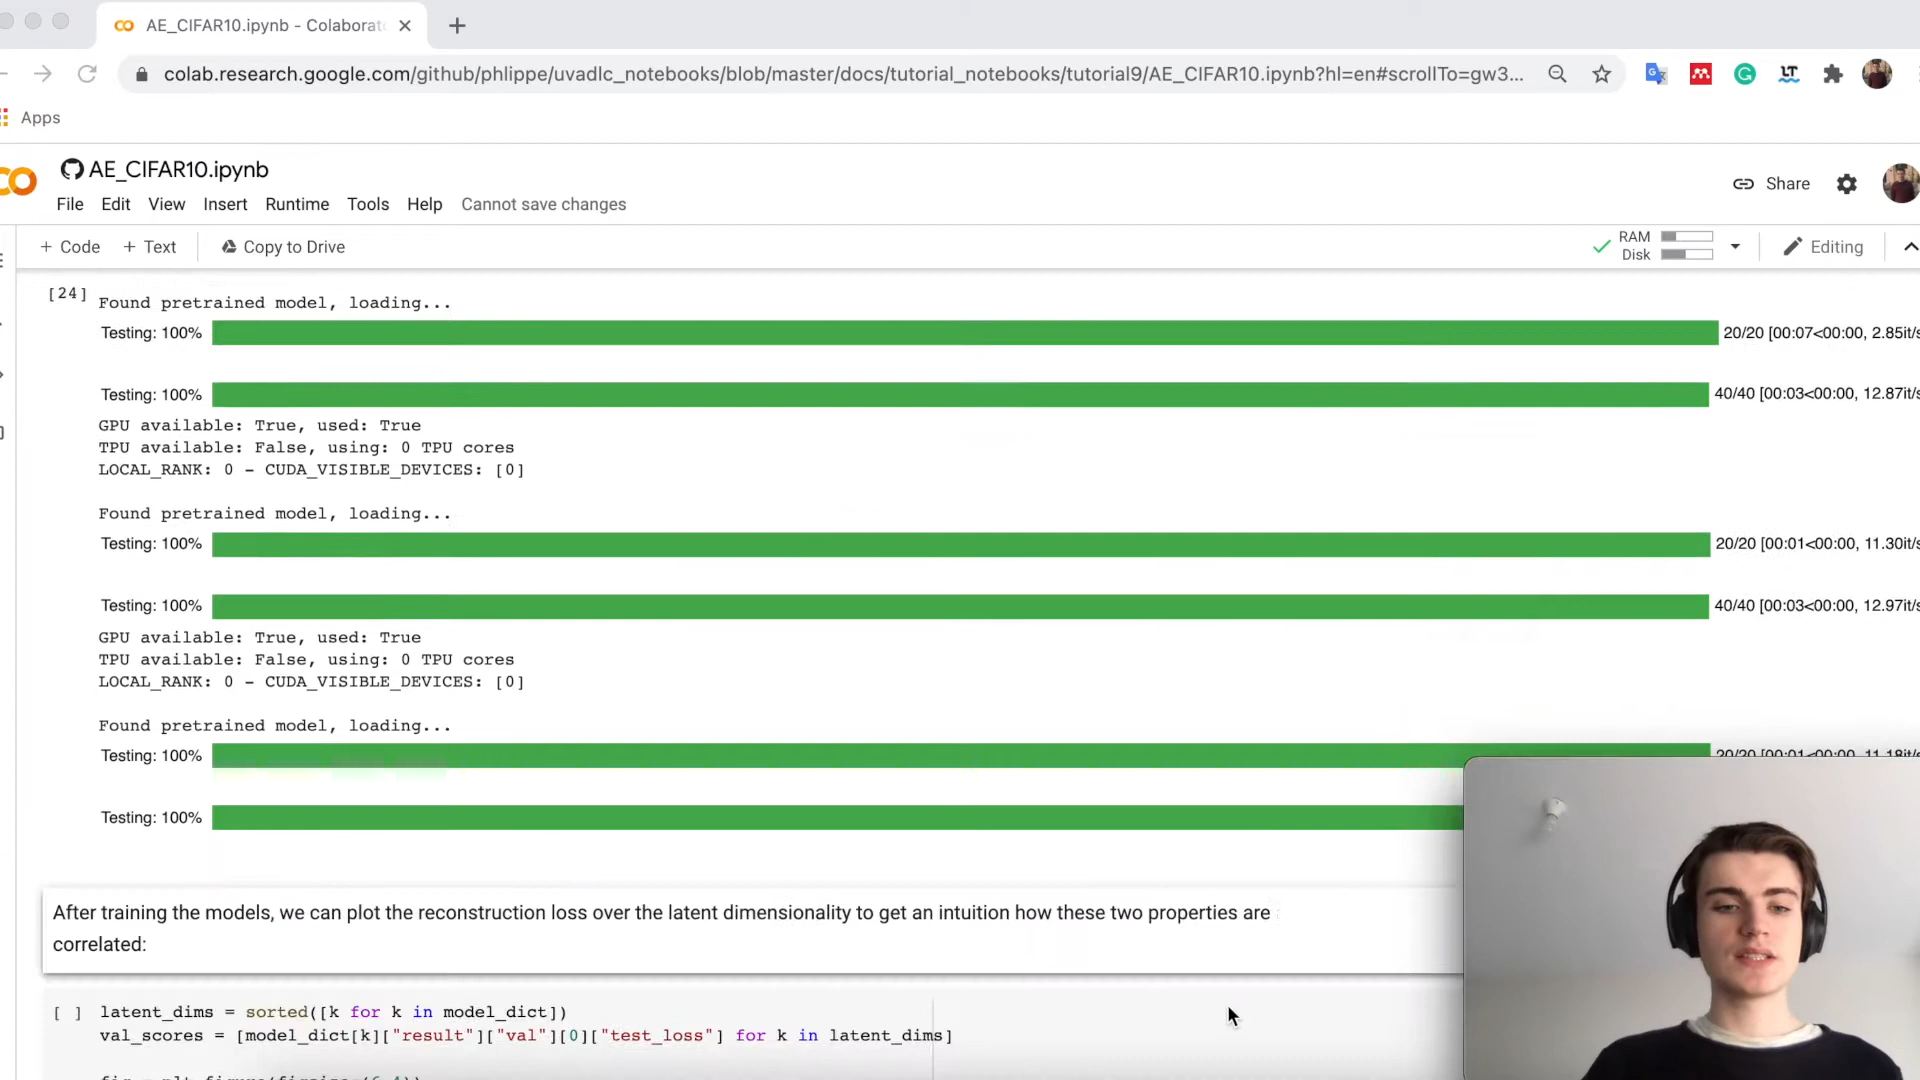 AE_CIFAR10.ipynb - Colaborat
colab.research.google.com/github/phlippe/uvadlc_notebooks/blob/master/docs/tutorial_notebooks/tutorial9/AE_CIFAR10.ipynb?hl=en#scrollTo=gw3...
Apps
AE_CIFAR10.ipynb
Share
File Edit View Insert Runtime Tools Help Cannot save changes
+ Code + Text Copy to Drive
RAM
Disk
Editing
[24] Found pretrained model, loading...
Testing: 100% 20/20 [00:07<00:00, 2.85it/s
Testing: 100% 40/40 [00:03<00:00, 12.87it/s
GPU available: True, used: True
TPU available: False, using: 0 TPU cores
LOCAL_RANK: 0 - CUDA_VISIBLE_DEVICES: [0]
Found pretrained model, loading...
Testing: 100% 20/20 [00:01<00:00, 11.30it/s
Testing: 100% 40/40 [00:03<00:00, 12.97it/s
GPU available: True, used: True
TPU available: False, using: 0 TPU cores
LOCAL_RANK: 0 - CUDA_VISIBLE_DEVICES: [0]
Found pretrained model, loading...
Testing: 100% 20/20 [00:01<00:00, 11.18it/s
Testing: 100%
After training the models, we can plot the reconstruction loss over the latent dimensionality to get an intuition how these two properties are
correlated:
[ ] latent_dims = sorted([k for k in model_dict])
val_scores = [model_dict[k]["result"]["val"][0]["test_loss"] for k in latent_dims]